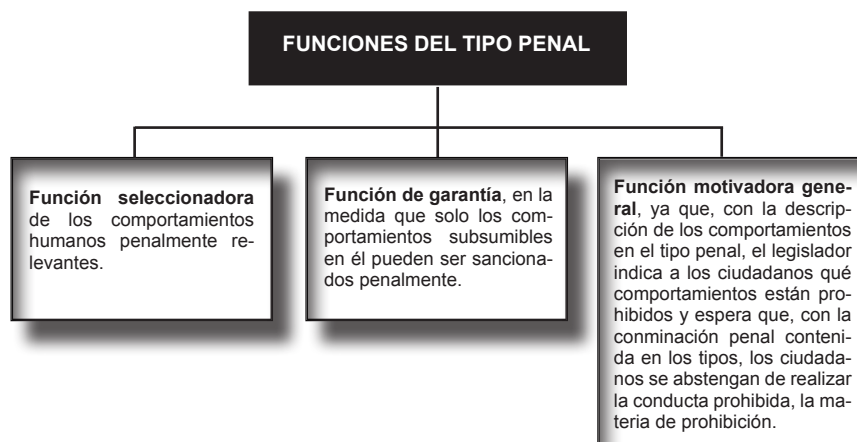 FUNCIONES DEL TIPO PENAL
Función seleccionadora
de los comportamientos
humanos penalmente re-
levantes.
Función de garantía, en la
medida que solo los com-
portamientos subsumibles
en él pueden ser sanciona-
dos penalmente.
Función motivadora gene-
ral, ya que, con la descrip-
ción de los comportamientos
en el tipo penal, el legislador
indica a los ciudadanos qué
comportamientos están pro-
hibidos y espera que, con la
conminación penal conteni-
da en los tipos, los ciudada-
nos se abstengan de realizar
la conducta prohibida, la ma-
teria de prohibición.